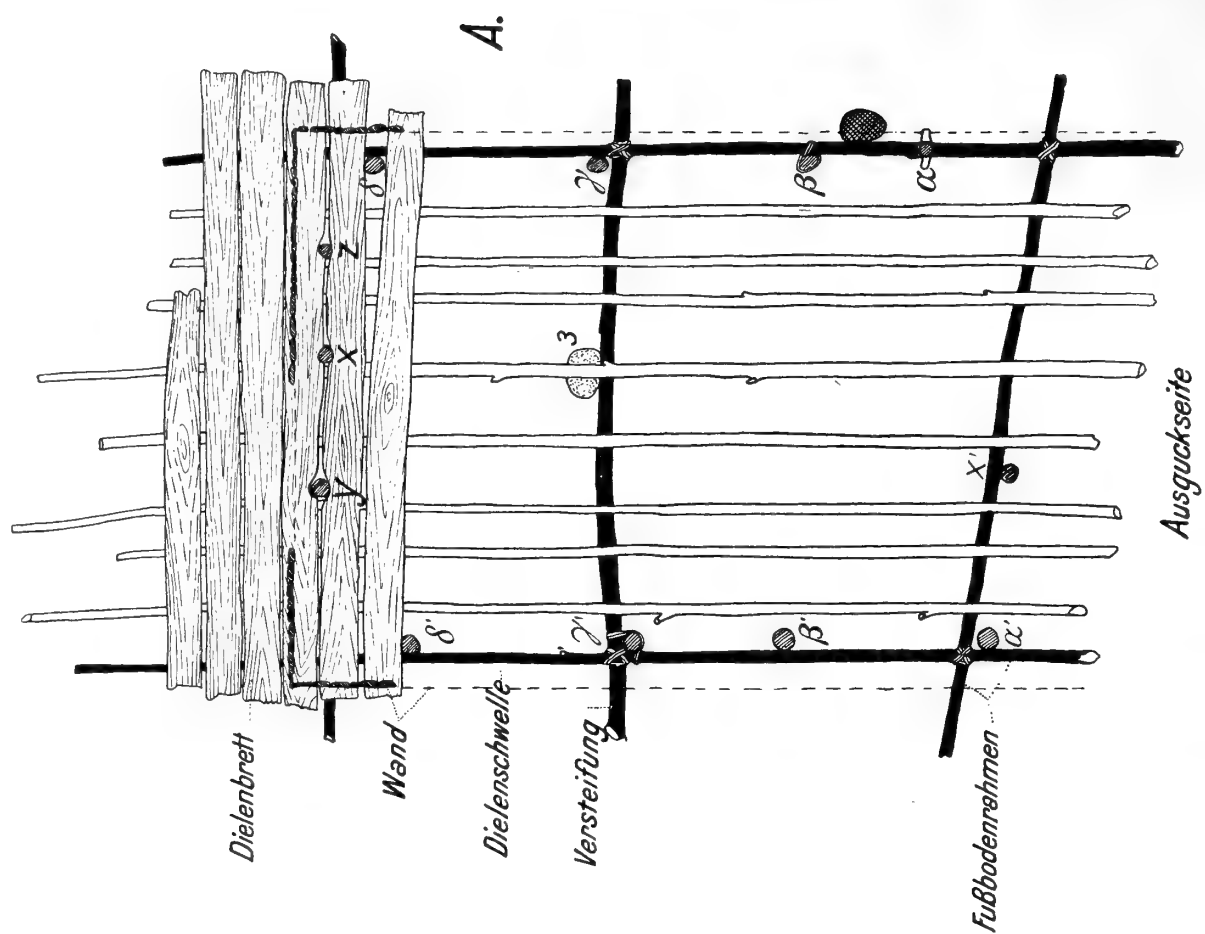 Fußbodenrahmen
Versteifung
Dielenschwelle
Wand
Dielenbrett
α'
β'
γ'
δ'
x'
y
3
x
z
α
β
γ'
δ
Ausguckseite
A.